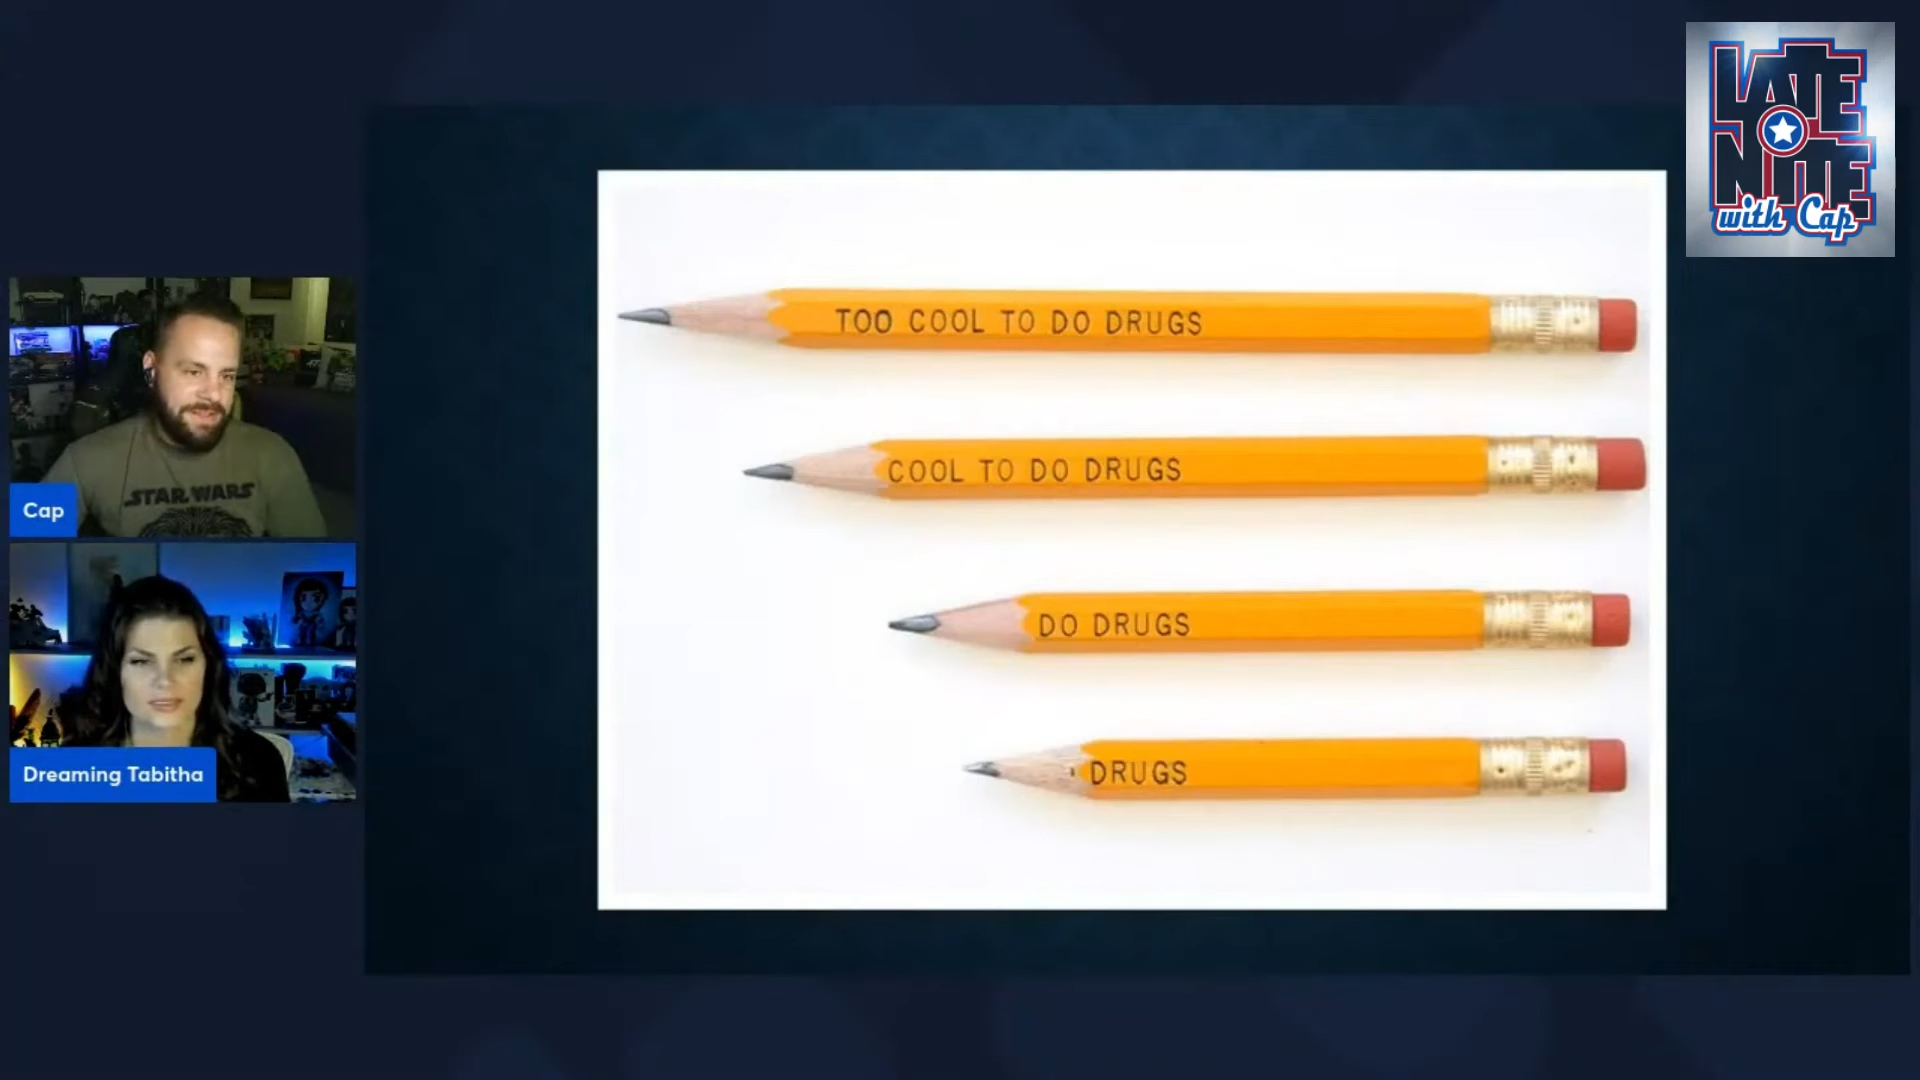 LATE
NITE
with Cap
TOO COOL TO DO DRUGS
COOL TO DO DRUGS
DO DRUGS
DRUGS
STAR WARS
Cap
Dreaming Tabitha